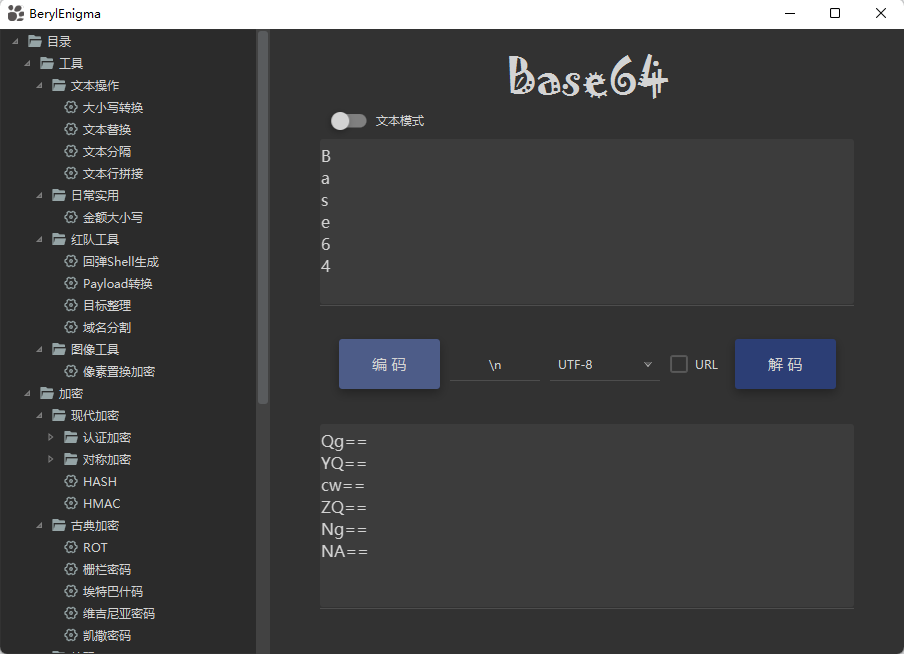 BerylEnigma
目录
工具
文本操作
大小写转换
文本替换
文本分隔
文本行拼接
日常实用
金额大小写
红队工具
回弹Shell生成
Payload转换
目标整理
域名分割
图像工具
像素置换加密
加密
现代加密
认证加密
对称加密
HASH
HMAC
古典加密
ROT
栅栏密码
埃特巴什码
维吉尼亚密码
凯撒密码
Base64
文本模式
B
a
s
e
6
4
编 码
\n
UTF-8
URL
解 码
Qg==
YQ==
cw==
ZQ==
Ng==
NA==